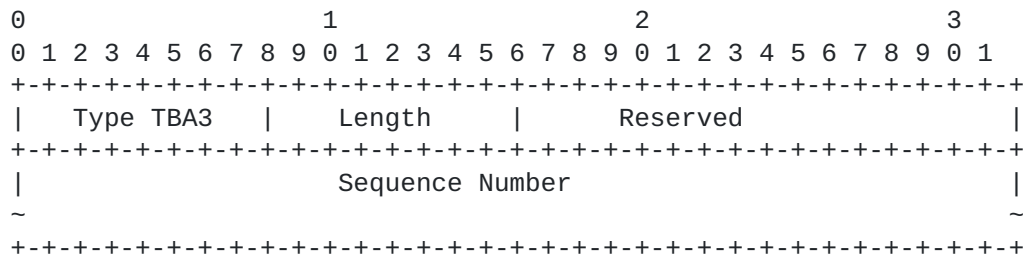 0                   1                   2                   3
0 1 2 3 4 5 6 7 8 9 0 1 2 3 4 5 6 7 8 9 0 1 2 3 4 5 6 7 8 9 0 1
+-+-+-+-+-+-+-+-+-+-+-+-+-+-+-+-+-+-+-+-+-+-+-+-+-+-+-+-+-+-+-+-+
|   Type TBA3   |    Length     |      Reserved                 |
+-+-+-+-+-+-+-+-+-+-+-+-+-+-+-+-+-+-+-+-+-+-+-+-+-+-+-+-+-+-+-+-+
|                    Sequence Number                            |
~                                                               ~
+-+-+-+-+-+-+-+-+-+-+-+-+-+-+-+-+-+-+-+-+-+-+-+-+-+-+-+-+-+-+-+-+